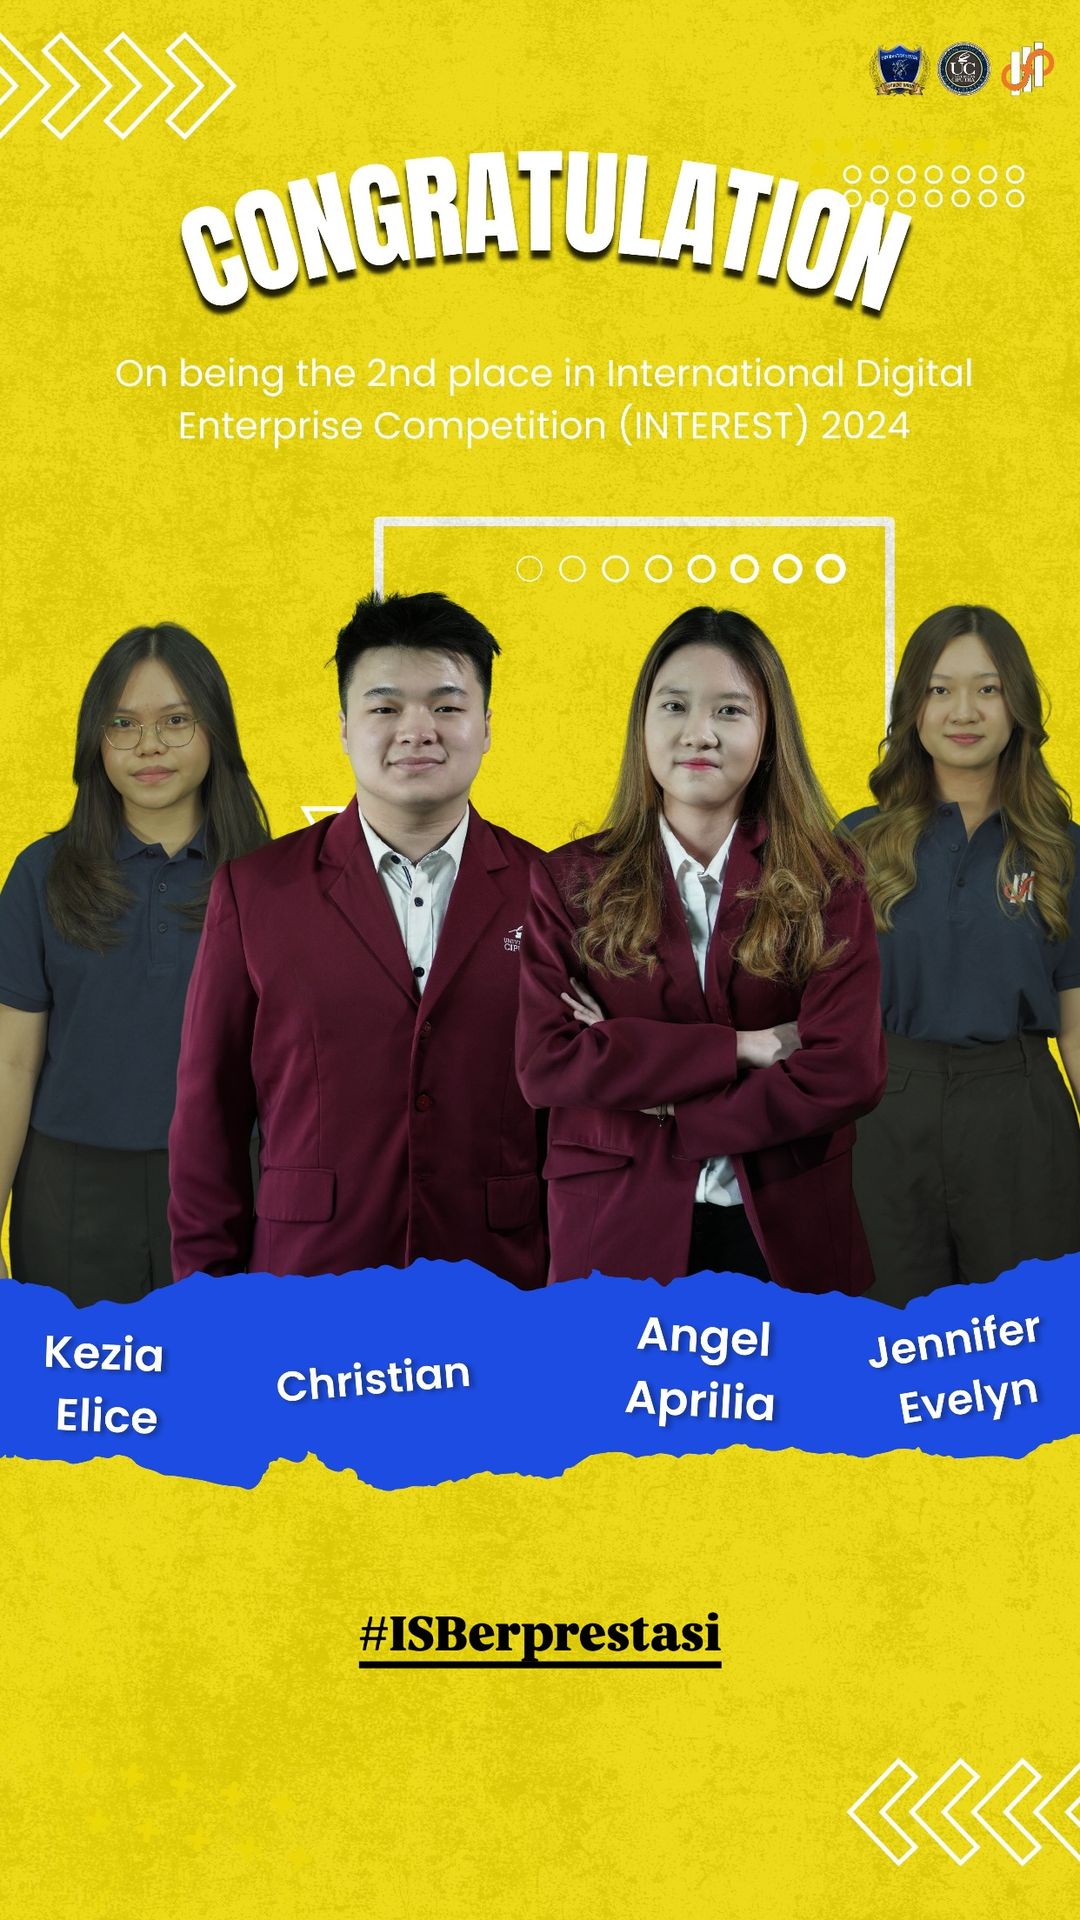 UC
CONGRATULATION
On being the 2nd place in International Digital
Enterprise Competition (INTEREST) 2024
Kezia
Elice
Christian
Angel
Aprilia
Jennifer
Evelyn
#ISBerprestasi